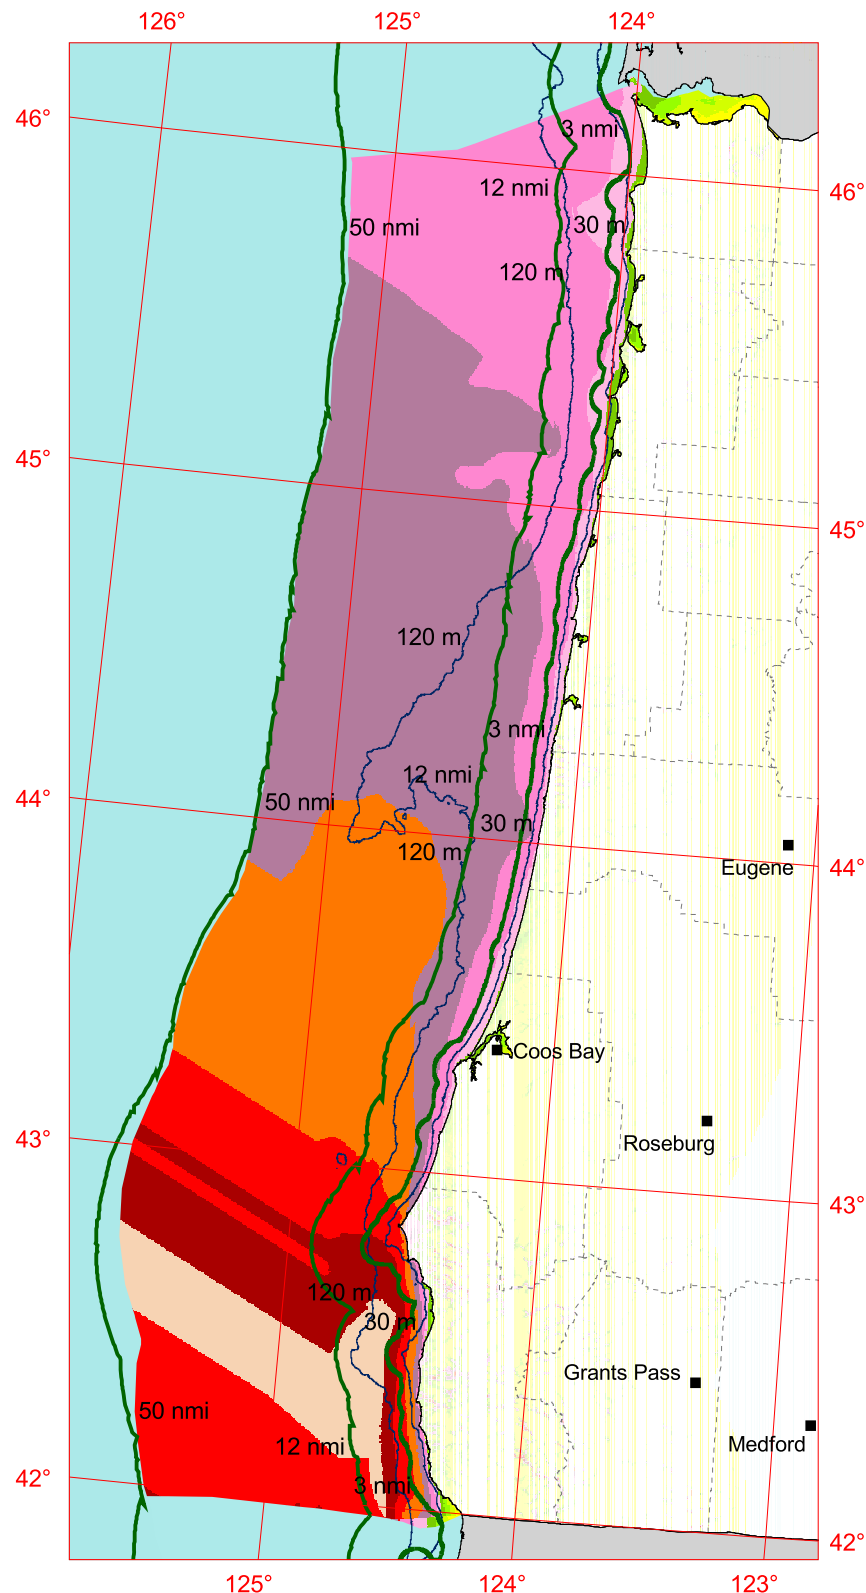 126°
125°
124°
46°
3 nmi
12 nmi
46°
30 m
50 nmi
120 m
45°
45°
120 m
3 nmi
12 nmi
44°
50 nmi
30 m
120 m
44°
Eugene
Coos Bay
43°
Roseburg
43°
120 m
30 m
Grants Pass
50 nmi
12 nmi
Medford
42°
3 nmi
42°
125°
124°
123°